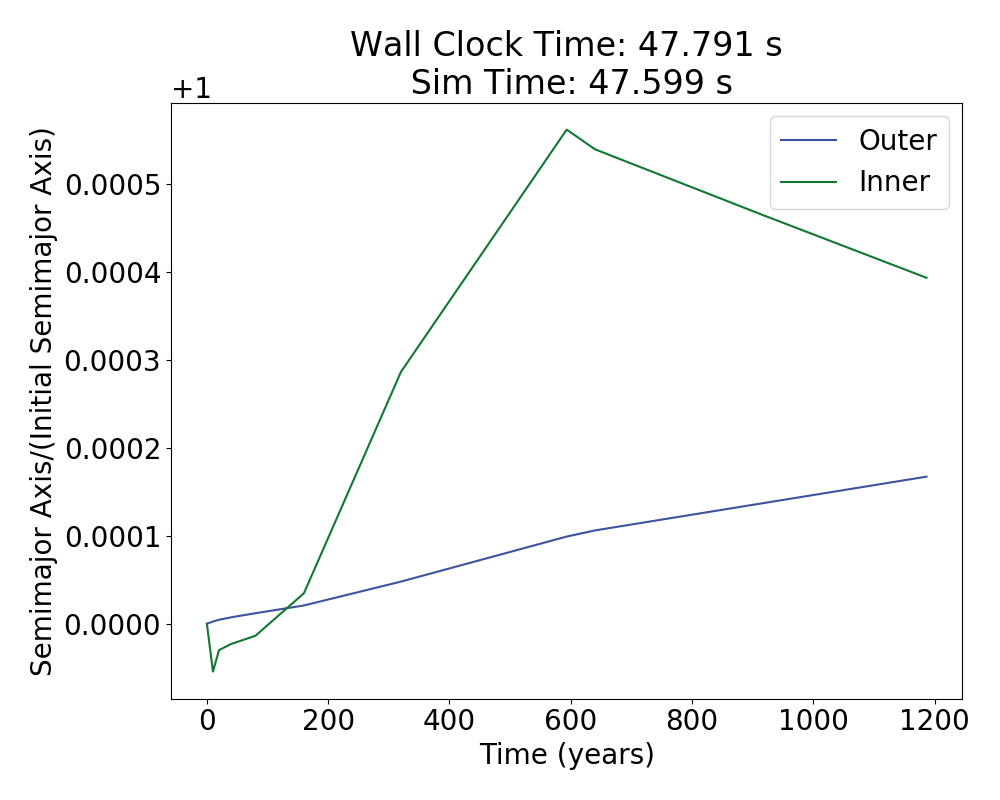 Wall Clock Time: 47.791 s
Sim Time: 47.599 s
+1
Outer
Inner
0.0005
0.0004
0.0003
0.0002
0.0001
0.0000
Semimajor Axis/(Initial Semimajor Axis)
0 200 400 600 800 1000 1200
Time (years)